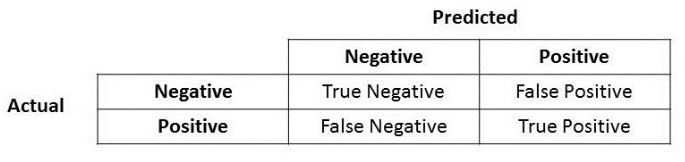 Predicted
Negative Positive
Actual Negative True Negative False Positive
Positive False Negative True Positive